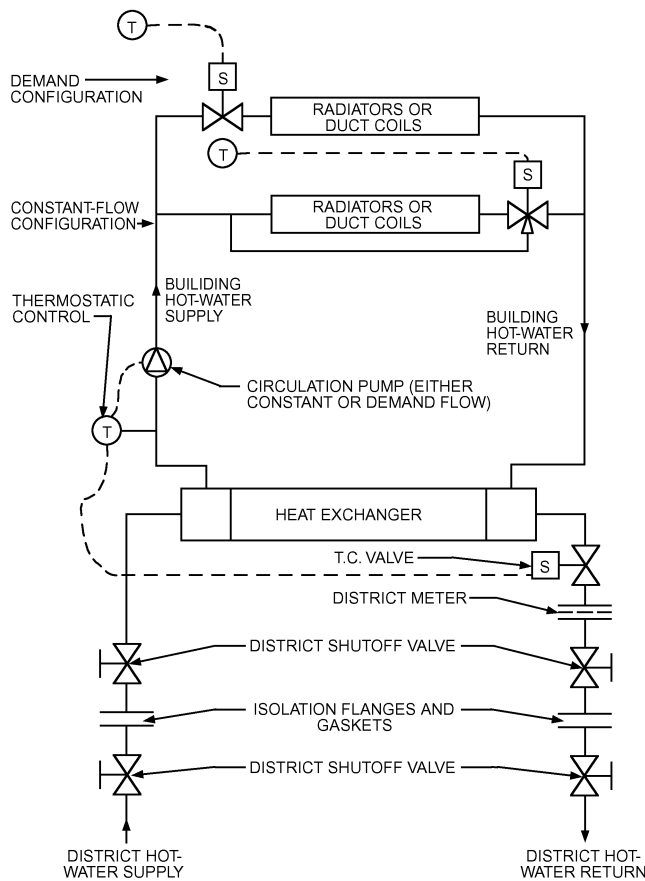 T
S
DEMAND
CONFIGURATION
RADIATORS OR
DUCT COILS
T
S
CONSTANT-FLOW
CONFIGURATION
RADIATORS OR
DUCT COILS
THERMOSTATIC
CONTROL
BUILIDING
HOT-WATER
SUPPLY
BUILDING
HOT-WATER
RETURN
CIRCULATION PUMP (EITHER
CONSTANT OR DEMAND FLOW)
T
HEAT EXCHANGER
T.C. VALVE
S
DISTRICT METER
DISTRICT SHUTOFF VALVE
ISOLATION FLANGES AND
GASKETS
DISTRICT SHUTOFF VALVE
DISTRICT HOT-
WATER SUPPLY
DISTRICT HOT-
WATER RETURN